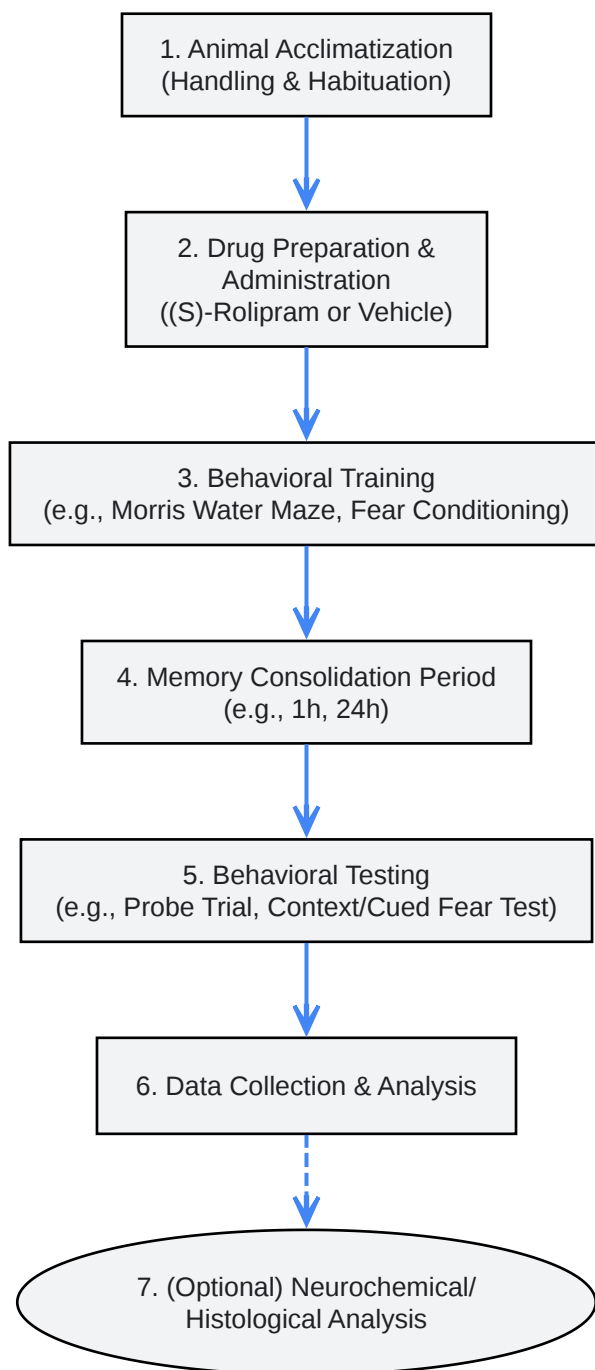 1. Animal Acclimatization
(Handling & Habituation)
2. Drug Preparation &
Administration
((S)-Rolipram or Vehicle)
3. Behavioral Training
(e.g., Morris Water Maze, Fear Conditioning)
4. Memory Consolidation Period
(e.g., 1h, 24h)
5. Behavioral Testing
(e.g., Probe Trial, Context/Cued Fear Test)
6. Data Collection & Analysis
7. (Optional) Neurochemical/
Histological Analysis